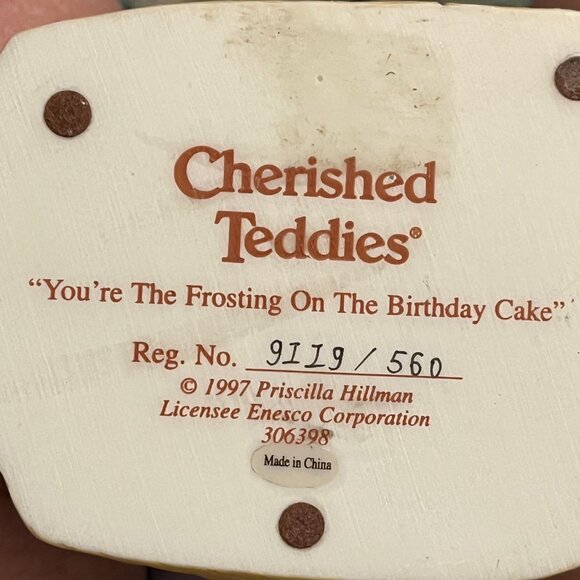 Cherished
Teddies®
"You're The Frosting On The Birthday Cake"
Reg. No. 9II9/560
© 1997 Priscilla Hillman
Licensee Enesco Corporation
306398
Made in China